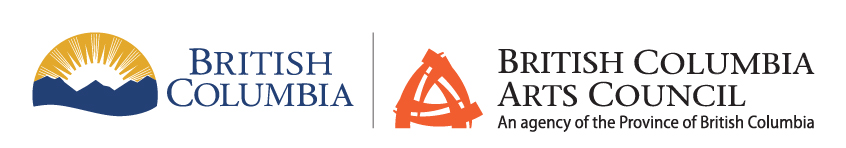 BRITISH
COLUMBIA
BRITISH COLUMBIA
ARTS COUNCIL
An agency of the Province of British Columbia